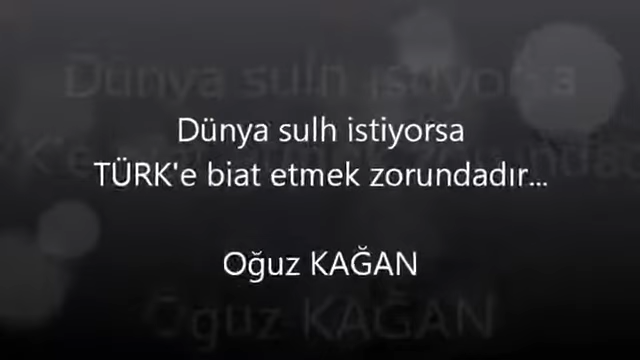 Dünya sulh istiyorsa
TÜRK'e biat etmek zorundadır...
Oğuz KAĞAN